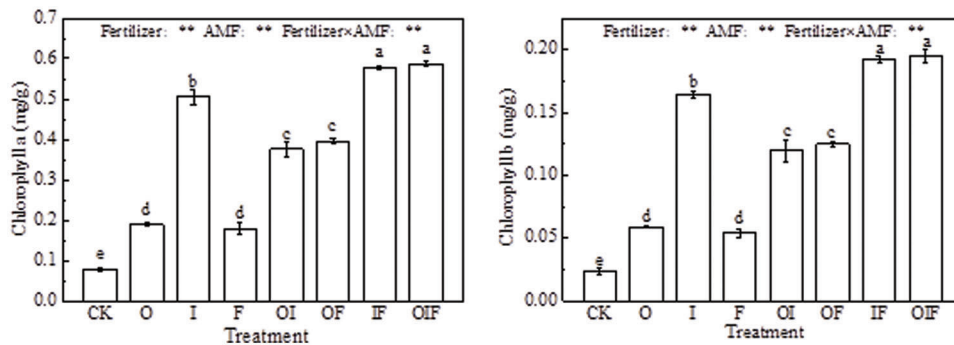 Fertilizer: ** AMF: ** Fertilizer×AMF: **
Chlorophyll a (mg/g)
0.7
0.6
0.5
0.4
0.3
0.2
0.1
0.0
e
d
b
d
c
c
a
a
CK O I F OI OF IF OIF
Treatment
Fertilizer: ** AMF: ** Fertilizer×AMF: **
Chlorophyll b (mg/g)
0.20
0.15
0.10
0.05
0.00
e
d
b
d
c
c
a
a
CK O I F OI OF IF OIF
Treatment